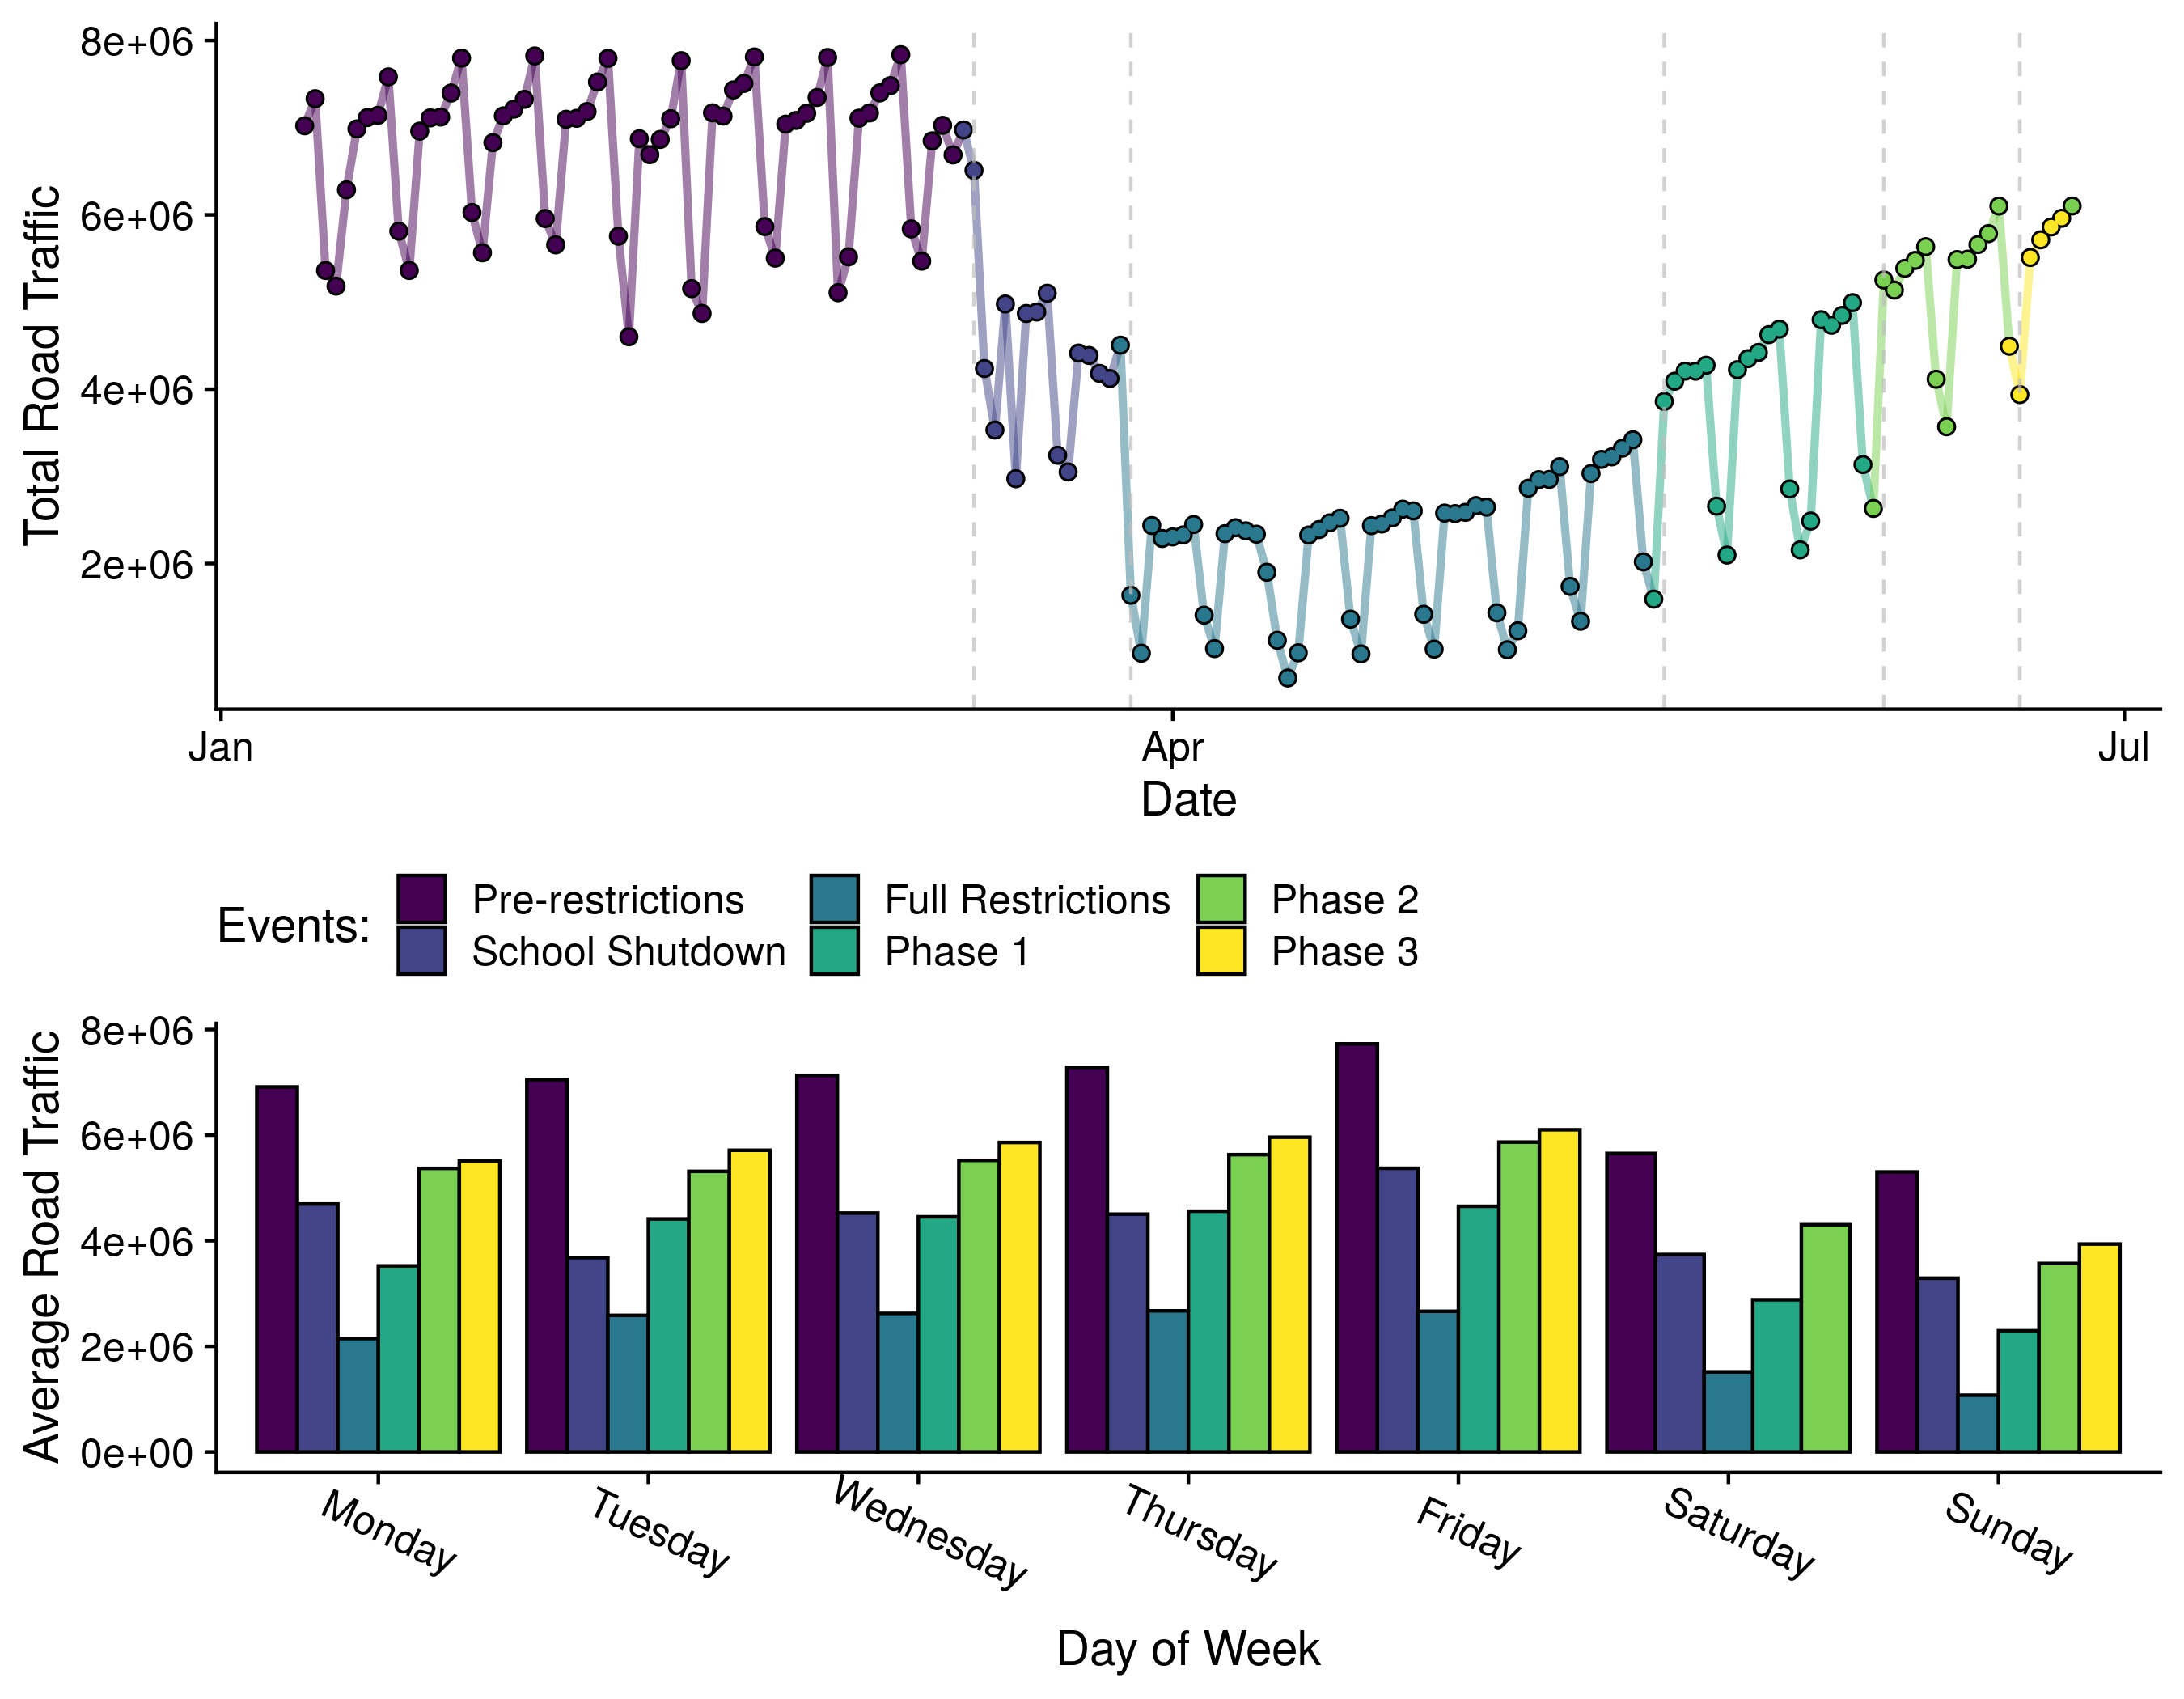 Total Road Traffic
8e+06
6e+06
4e+06
2e+06
Jan
Apr
Jul
Date
Events:
Pre-restrictions
School Shutdown
Full Restrictions
Phase 1
Phase 2
Phase 3
Average Road Traffic
8e+06
6e+06
4e+06
2e+06
0e+00
Monday
Tuesday
Wednesday
Thursday
Friday
Saturday
Sunday
Day of Week